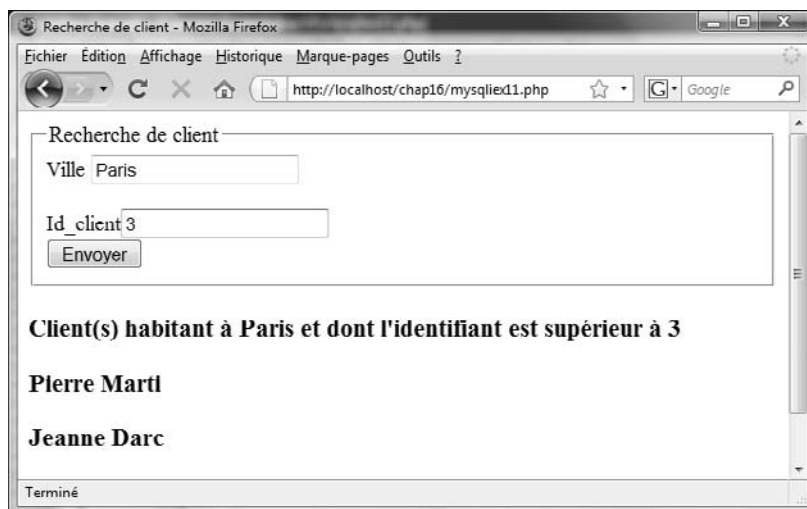 Recherche de client - Mozilla Firefox
Fichier Édition Affichage Historique Marque-pages Outils ?
http://localhost/chap16/mysqliex11.php
G Google
Recherche de client
Ville Paris
Id_client 3
Envoyer
Client(s) habitant à Paris et dont l'identifiant est supérieur à 3
Pierre Martl
Jeanne Darc
Terminé